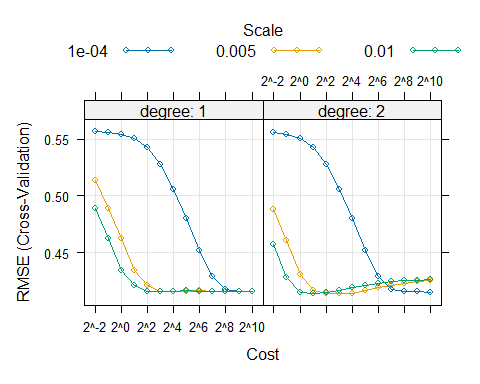 Scale
1e-04 0.005 0.01
2^-2 2^0 2^2 2^4 2^6 2^8 2^10
degree: 1 degree: 2
0.55
0.50
0.45
RMSE (Cross-Validation)
2^-2 2^0 2^2 2^4 2^6 2^8 2^10
Cost